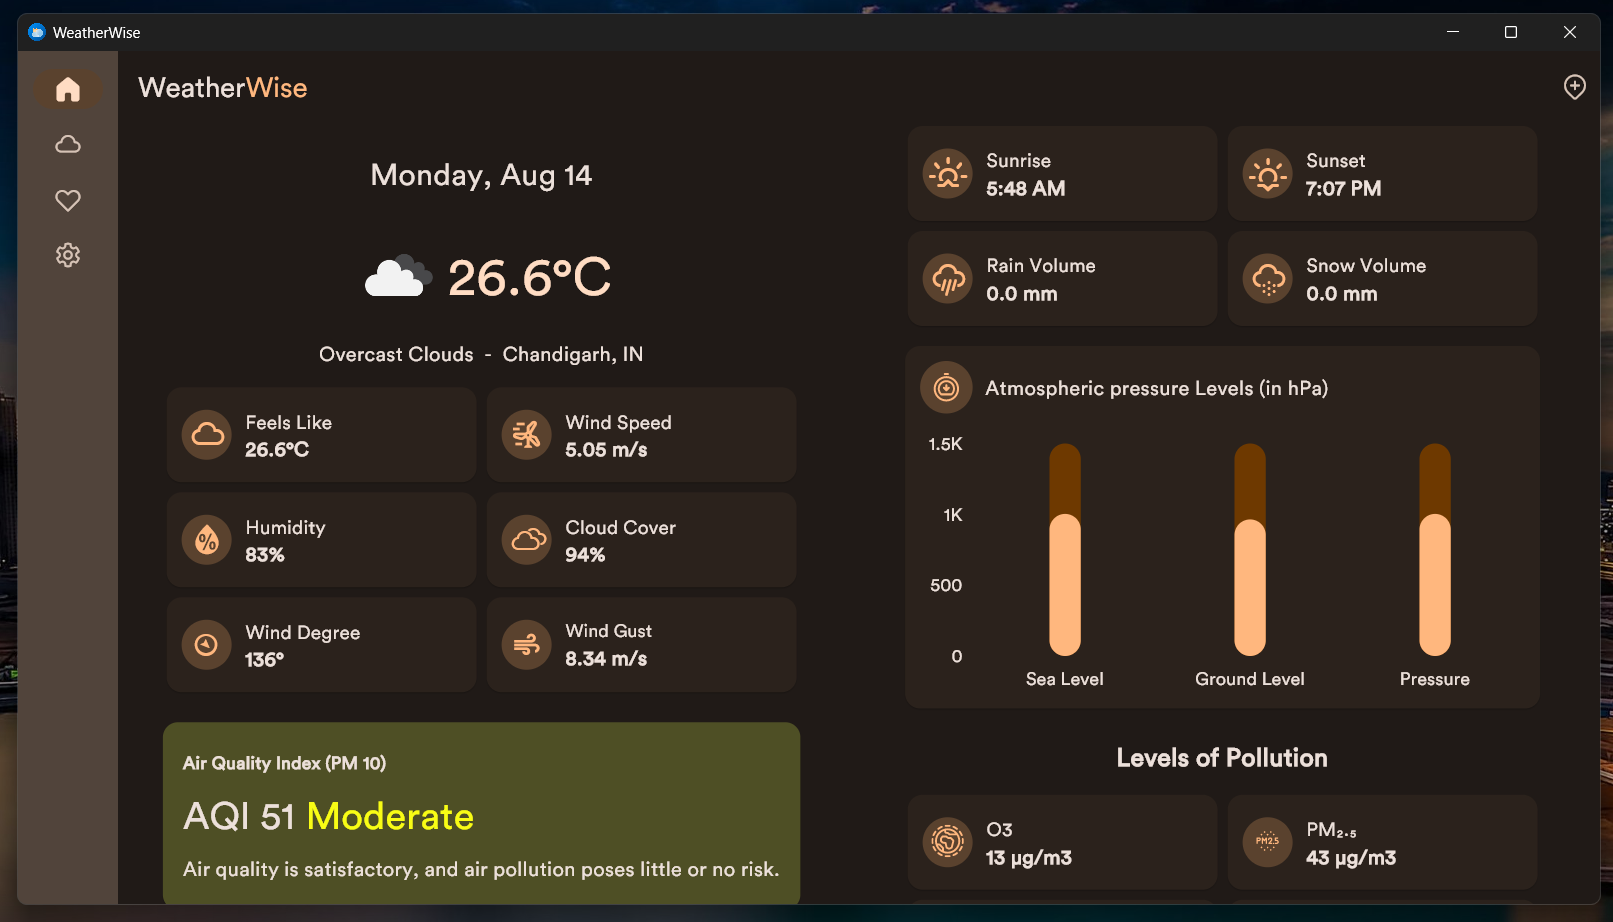 WeatherWise
WeatherWise
Monday, Aug 14
26.6°C
Overcast Clouds - Chandigarh, IN
Feels Like
26.6°C
Wind Speed
5.05 m/s
Humidity
83%
Cloud Cover
94%
Wind Degree
136°
Wind Gust
8.34 m/s
Air Quality Index (PM 10)
AQI 51 Moderate
Air quality is satisfactory, and air pollution poses little or no risk.
Sunrise
5:48 AM
Sunset
7:07 PM
Rain Volume
0.0 mm
Snow Volume
0.0 mm
Atmospheric pressure Levels (in hPa)
1.5K
1K
500
0
Sea Level
Ground Level
Pressure
Levels of Pollution
O3
13 μg/m3
PM2.5
PM₂.₅
43 μg/m3